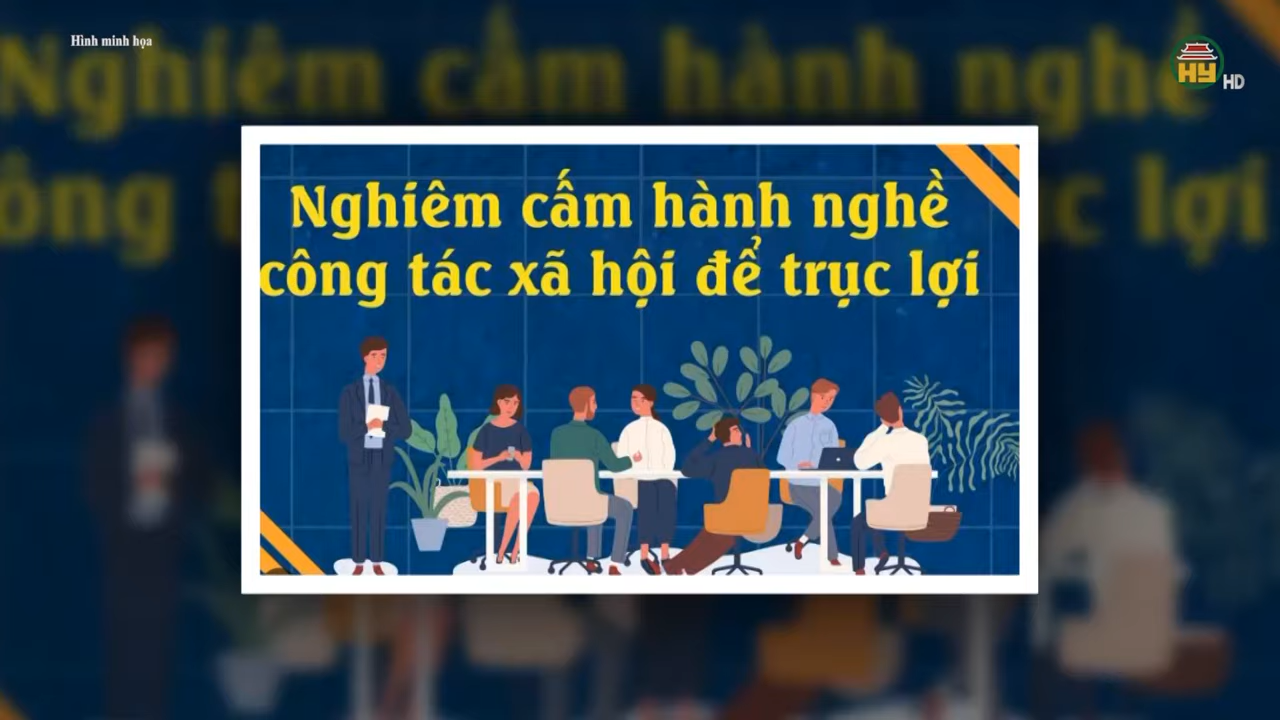 Hình minh họa
HY HD
Nghiêm cấm hành nghề
công tác xã hội để trục lợi